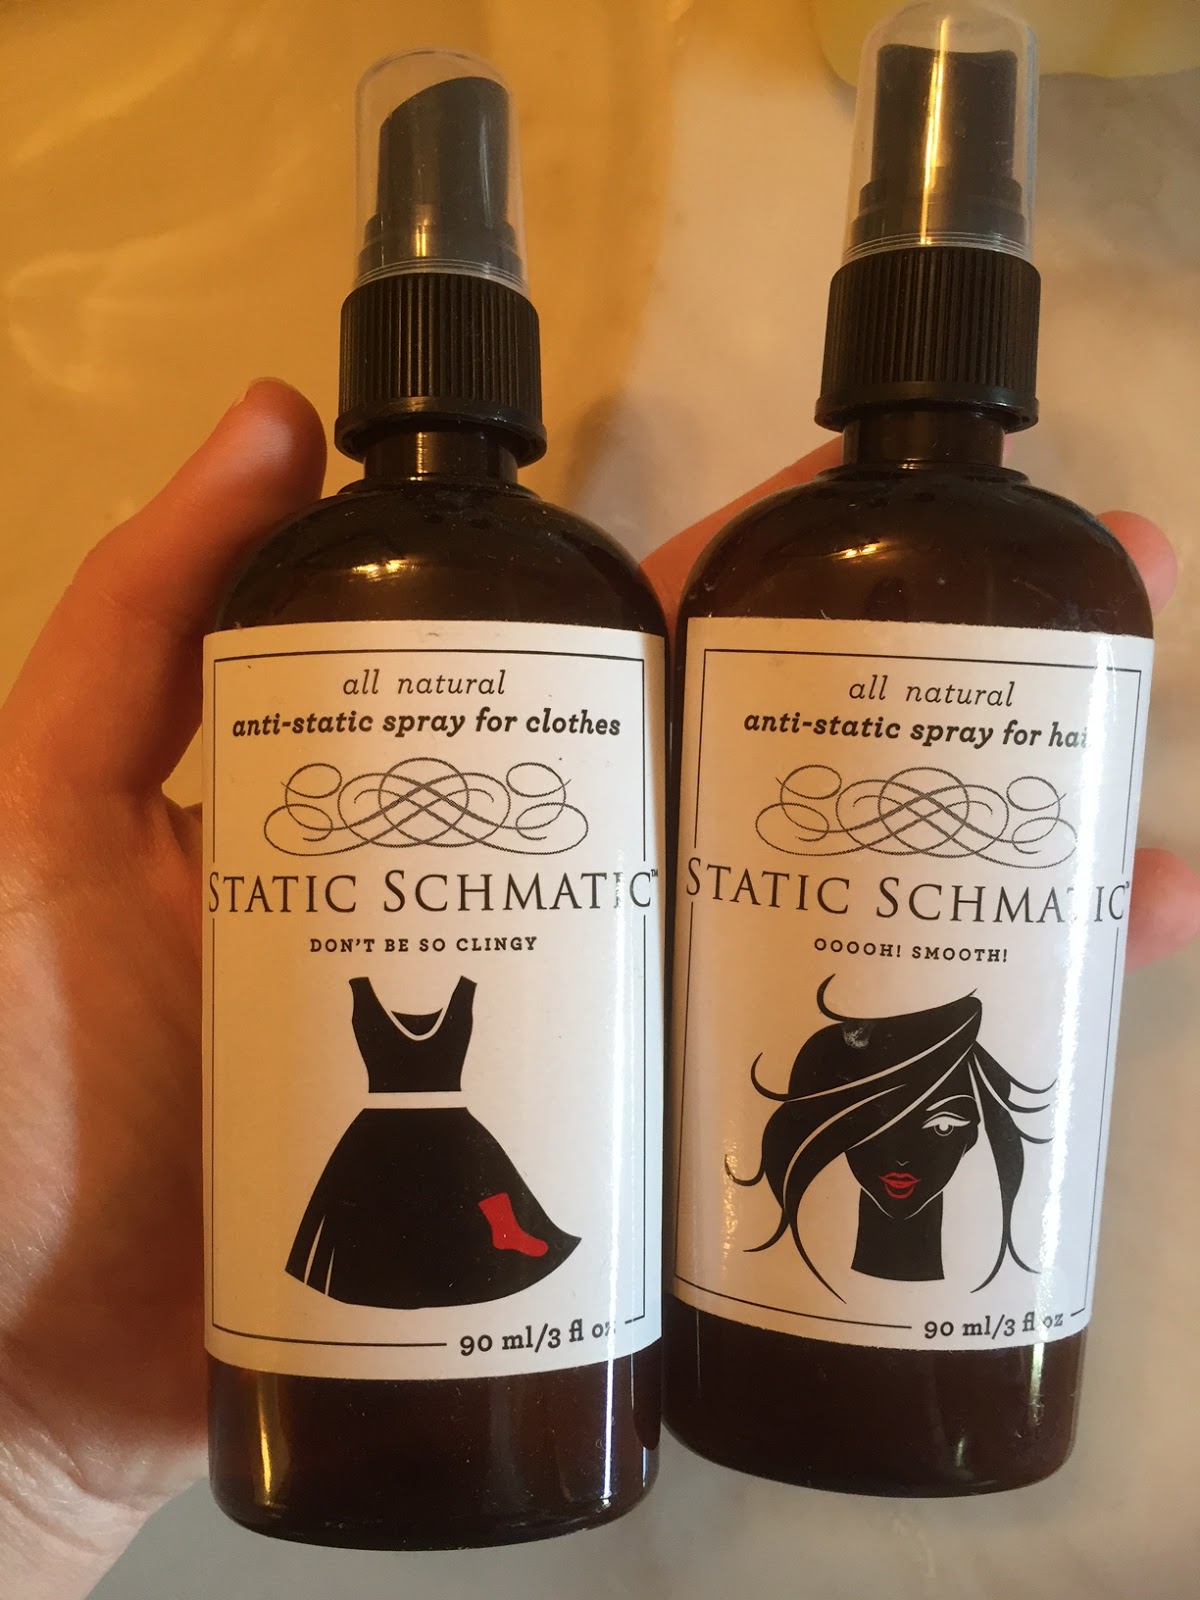 all natural
anti-static spray for clothes
STATIC SCHMATIC™
DON'T BE SO CLINGY
90 ml/3 fl oz
all natural
anti-static spray for hair
STATIC SCHMATIC™
OOOOH! SMOOTH!
90 ml/3 fl oz